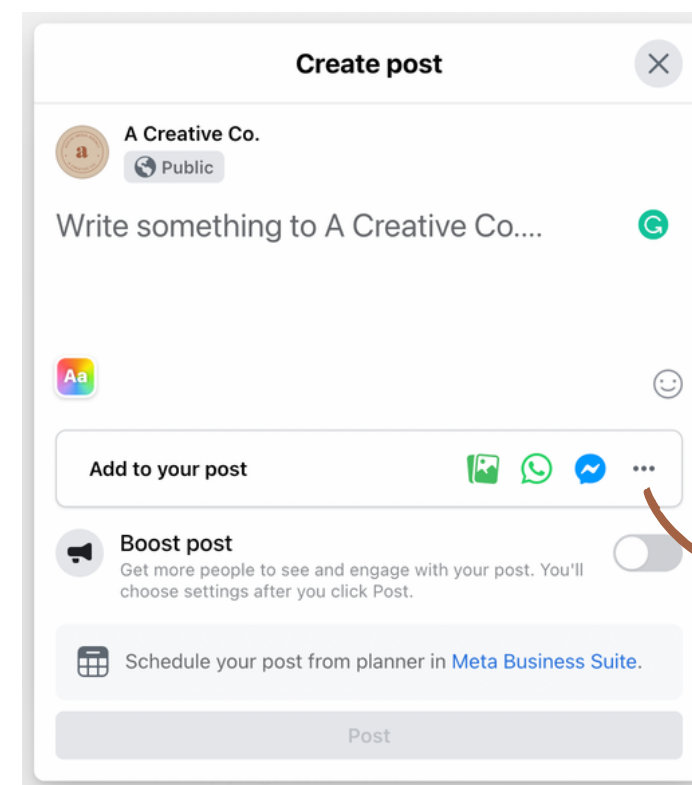 Create post
a
A Creative Co.
Public
Write something to A Creative Co....
Aa
Add to your post
Boost post
Get more people to see and engage with your post. You'll
choose settings after you click Post.
Schedule your post from planner in Meta Business Suite.
Post